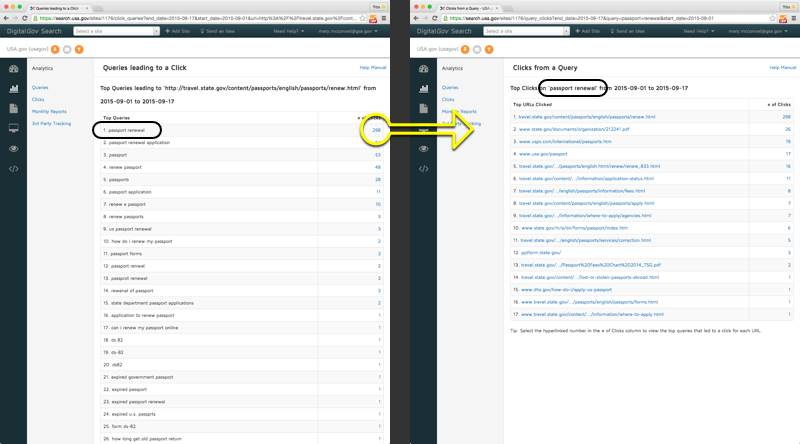 Queries leading to a Click
You
https://search.usa.gov/sites/1176/click_queries?end_date=2015-09-17&start_date=2015-09-01&url=http%3A%2F%2Ftravel.state.gov%2Fcont…
DigitalGov Search
Select a site
Add Site
Jump to Live Site
Need Help?
mary.mcconnell@gsa.gov
USA.gov (usagov)
Analytics
Queries
Clicks
Monthly Reports
3rd Party Tracking
Queries leading to a Click
Help Manual
Top Queries leading to 'http://travel.state.gov/content/passports/english/passports/renew.html' from
2015-09-01 to 2015-09-17
Top Queries
1. passport renewal 298
2. passport renewal application
3. passport 53
4. renew passport 48
5. passports 28
6. passport application 11
7. renew a passport 10
8. renew passports 3
9. us passport renewal 3
10. how do i renew my passport 2
11. passport forms 2
12. passport renwal 2
13. passprot renewal 2
14. rewenal of passport 2
15. state department passport applications 2
16. application to renew passport 1
17. can i renew my passport online 1
18. ds 82 1
19. ds-82 1
20. ds82 1
21. expired government passport 1
22. expired passport 1
23. expired passport renewal 1
24. expired u.s. passprts 1
25. form ds-82 1
26. how long get old passport return 1
Clicks from a Query - USA
You
https://search.usa.gov/sites/1176/query_clicks?end_date=2015-09-17&query=passport+renewal&start_date=2015-09-01
DigitalGov Search
Select a site
Add Site
Jump to Live Site
Need Help?
mary.mcconnell@gsa.gov
USA.gov (usagov)
Analytics
Queries
Clicks
Monthly Reports
3rd Party Tracking
Clicks from a Query
Help Manual
Top Clicks on 'passport renewal' from 2015-09-01 to 2015-09-17
Top URLs Clicked # of Clicks
1. travel.state.gov/content/passports/english/passports/renew.html 298
2. www.state.gov/documents/organization/212241.pdf 26
3. www.usps.com/international/passports.htm 18
4. www.usa.gov/passport 17
5. travel.state.gov/.../passports/english.html/renew/renew_833.html 16
6. travel.state.gov/content/.../information/application-status.html 11
7. travel.state.gov/.../english/passports/information/fees.html 8
8. travel.state.gov/content/passports/english/passports/apply.html 7
9. travel.state.gov/.../information/where-to-apply/agencies.html 7
10. www.state.gov/m/a/dir/forms/passport/index.htm 6
11. travel.state.gov/.../english/passports/services/correction.html 5
12. pptform.state.gov/ 3
13. travel.state.gov/.../Passport%20Fees%20Chart%202014_TSG.pdf 2
14. travel.state.gov/content/.../lost-or-stolen-passports-abroad.html 1
15. www.dhs.gov/how-do-i/apply-us-passport 1
16. www.travel.state.gov/.../passports/english/passports/forms.html 1
17. www.travel.state.gov/content/.../information/where-to-apply.html 1
Tip: Select the hyperlinked number in the # of Clicks column to view the top queries that led to a click for each URL.